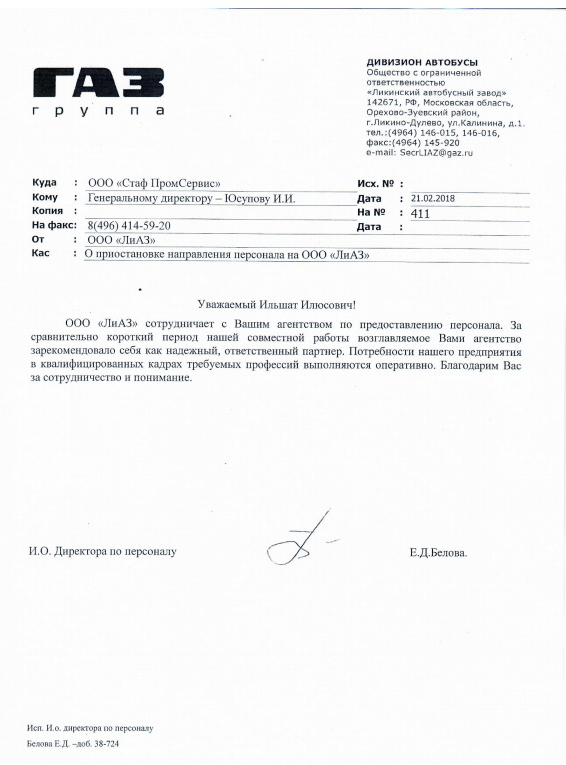 ГАЗ
группа
ДИВИЗИОН АВТОБУСЫ
Общество с ограниченной
ответственностью
«Ликинский автобусный завод»
142671, РФ, Московская область,
Орехово-Зуевский район,
г.Ликино-Дулево, ул.Калинина, д.1.
тел.:(4964) 146-015, 146-016,
факс:(4964) 145-920
e-mail: SecrLIAZ@gaz.ru
Куда : ООО «Стаф ПромСервис» Исх. № :
Кому : Генеральному директору – Юсупову И.И. Дата : 21.02.2018
Копия : На № : 411
На факс: 8(496) 414-59-20 Дата :
От : ООО «ЛиАЗ»
Кас : О приостановке направления персонала на ООО «ЛиАЗ»
Уважаемый Ильшат Илюсович!
ООО «ЛиАЗ» сотрудничает с Вашим агентством по предоставлению персонала. За
сравнительно короткий период нашей совместной работы возглавляемое Вами агентство
зарекомендовало себя как надежный, ответственный партнер. Потребности нашего предприятия
в квалифицированных кадрах требуемых профессий выполняются оперативно. Благодарим Вас
за сотрудничество и понимание.
И.О. Директора по персоналу Е.Д.Белова.
Исп. И.о. директора по персоналу
Белова Е.Д. –доб. 38-724